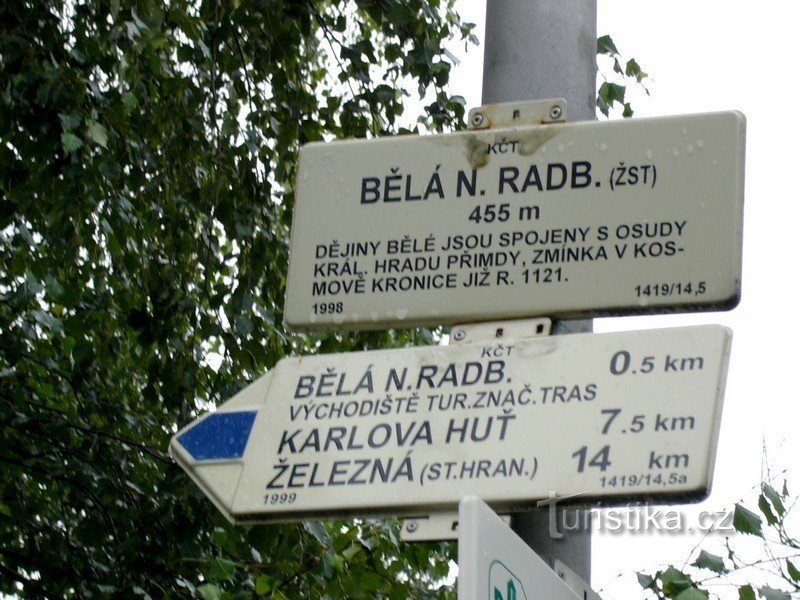 KČT
BĚLÁ N. RADB. (ŽST)
455 m
DĚJINY BĚLÉ JSOU SPOJENY S OSUDY
KRÁL. HRADU PŘIMDY, ZMÍNKA V KOS-
MOVĚ KRONICE JIŽ R. 1121.
1998 1419/14,5
KČT
BĚLÁ N.RADB. 0.5 km
VÝCHODIŠTĚ TUR.ZNAČ.TRAS
KARLOVA HUŤ 7.5 km
ŽELEZNÁ (ST.HRAN.) 14 km
1999 1419/14,5a
turistika.cz